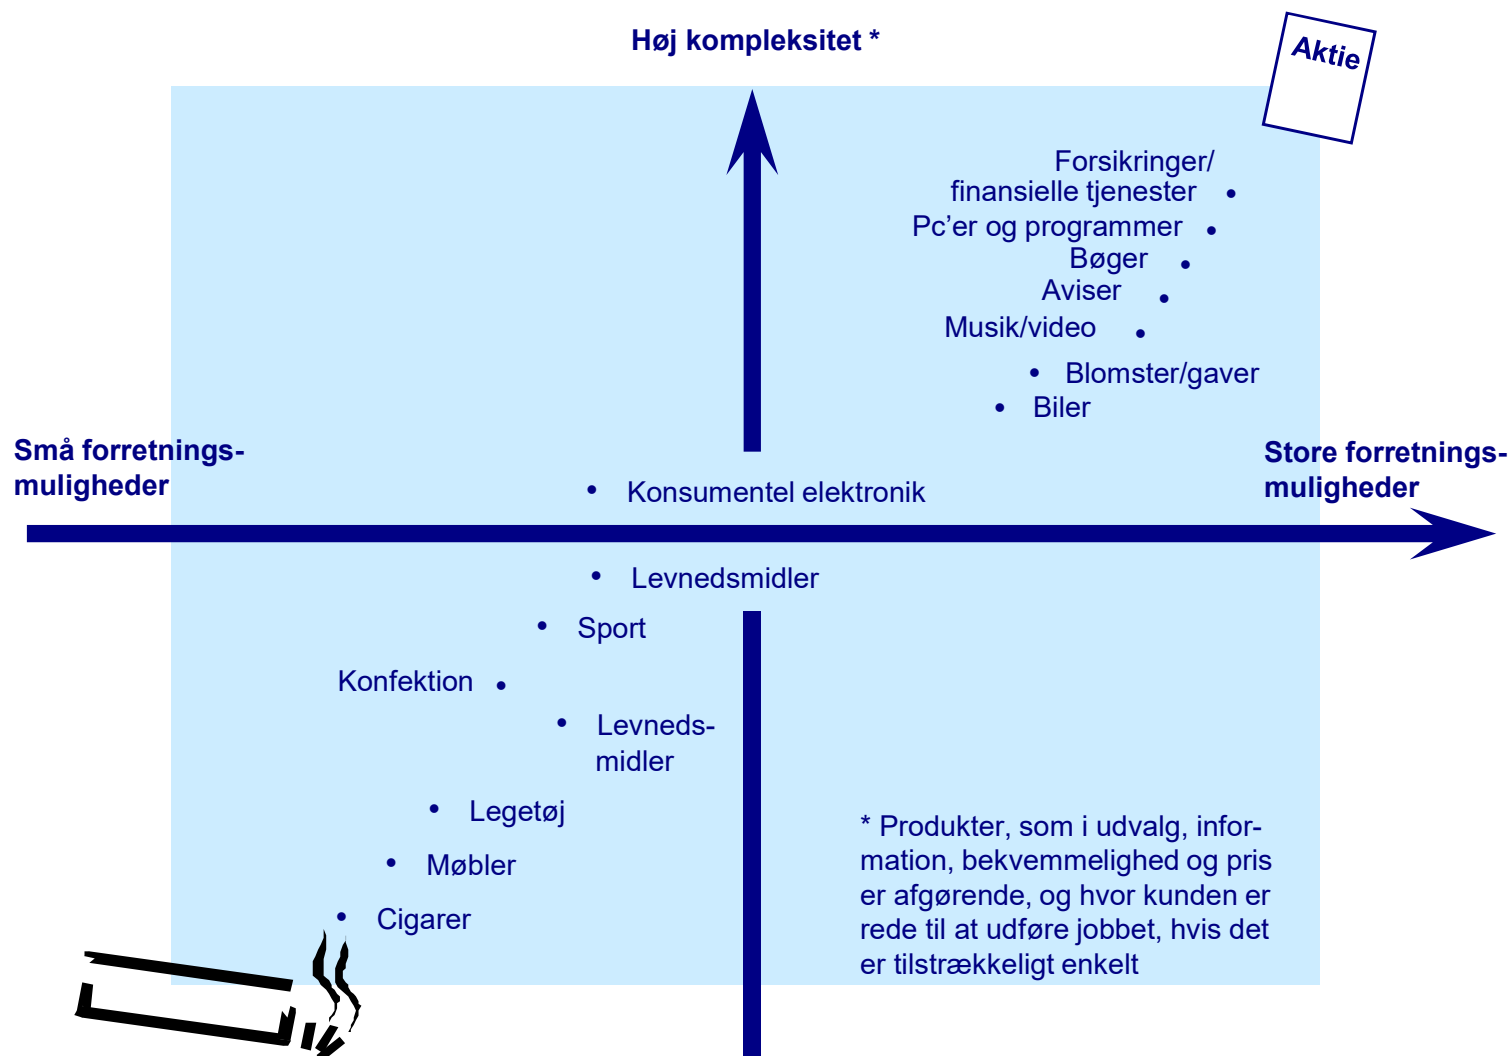 Høj kompleksitet *
Aktie
Forsikringer/
finansielle tjenester
Pc’er og programmer
Bøger
Aviser
Musik/video
Blomster/gaver
Biler
Små forretnings-
muligheder
Store forretnings-
muligheder
Konsumentel elektronik
Levnedsmidler
Sport
Konfektion
Levneds-
midler
Legetøj
Møbler
Cigarer
* Produkter, som i udvalg, infor-
mation, bekvemmelighed og pris
er afgørende, og hvor kunden er
rede til at udføre jobbet, hvis det
er tilstrækkeligt enkelt